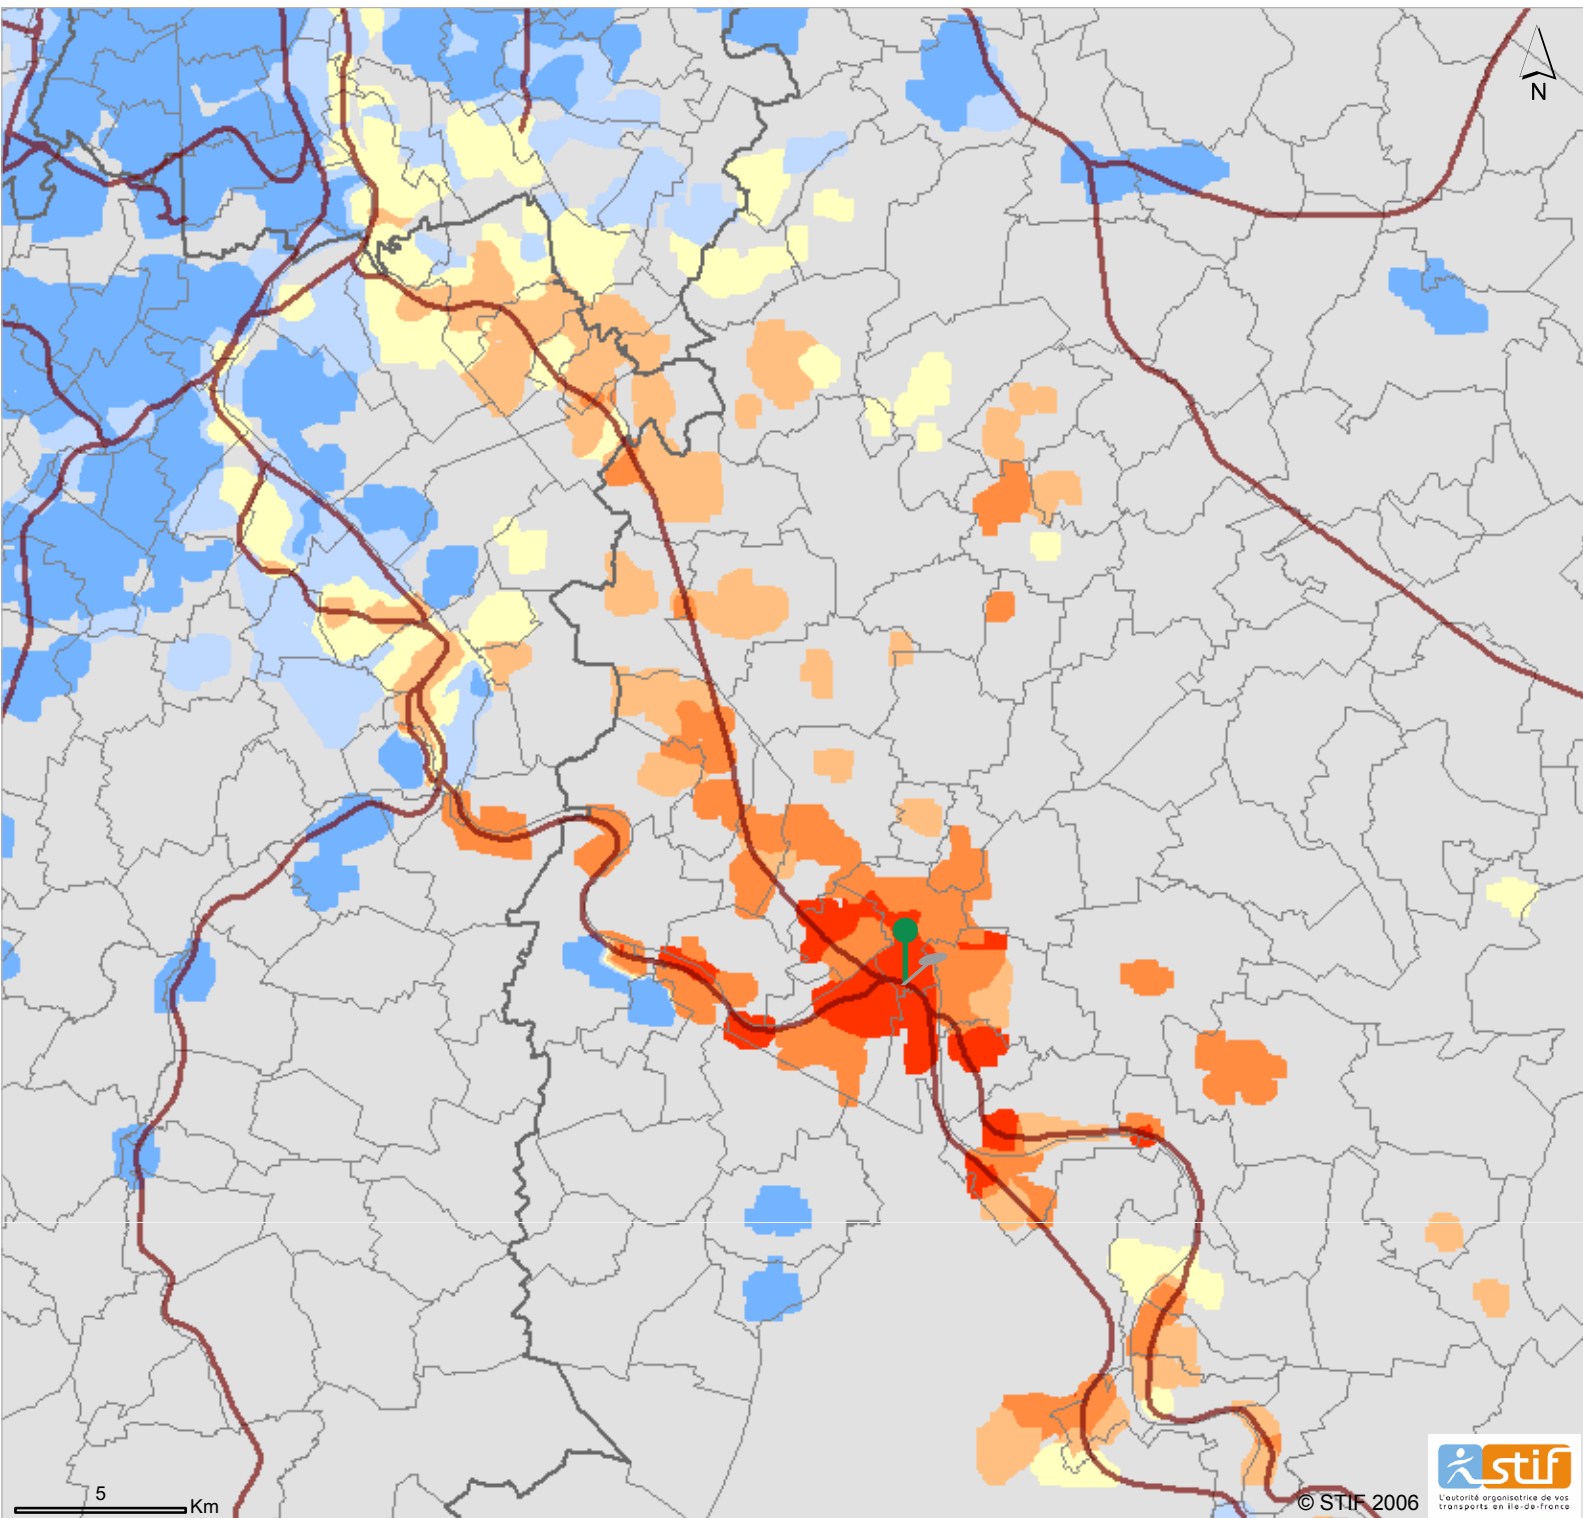 N
5
Km
© STIF 2006
stif
L'autorité organisatrice de vos
transports en île-de-france